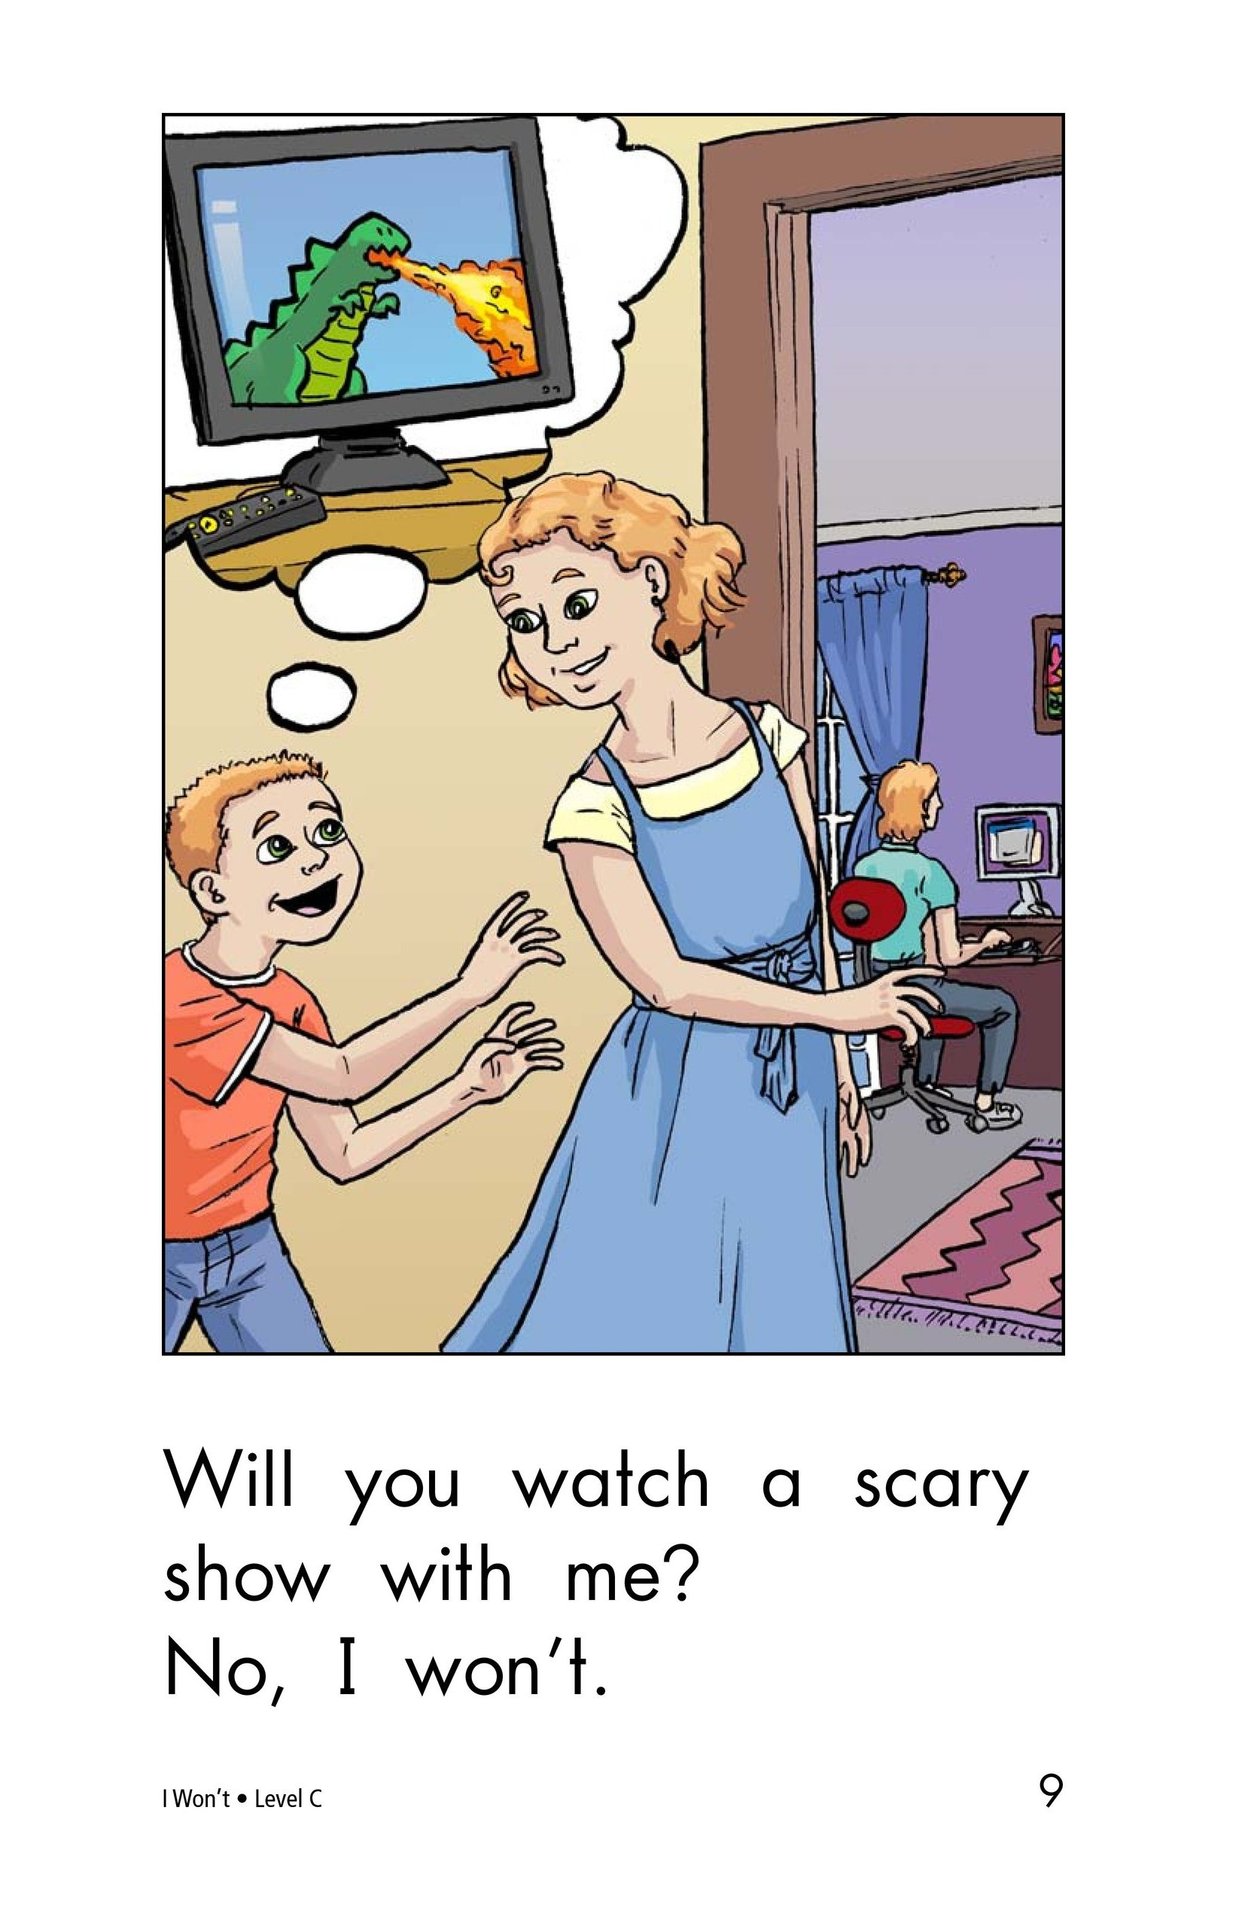 Will you watch a scary
show with me?
No, I won't.
I Won't • Level C
9